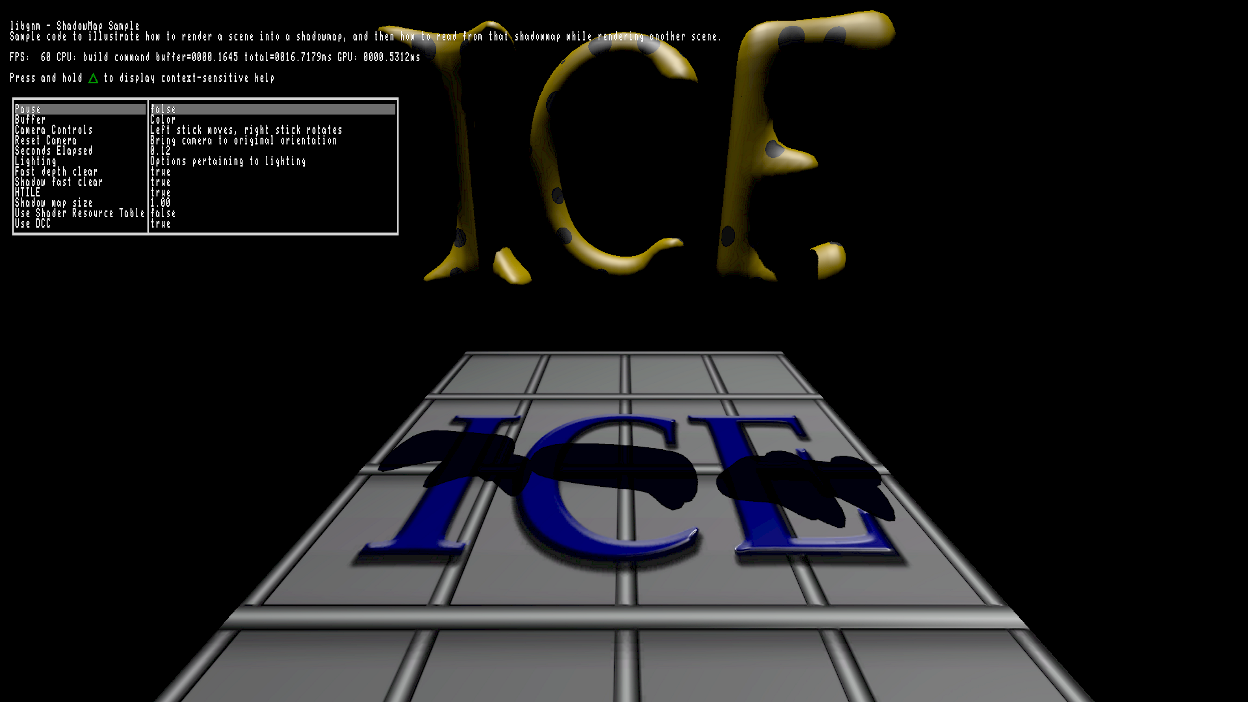 libgnm - ShadowMap Sample
Sample code to illustrate how to render a scene into a shadowmap, and then how to read from that shadowmap while rendering another scene.
FPS: 60 CPU: build command buffer=0000.1645 total=0016.7179ms GPU: 0000.5312ms
Press and hold △ to display context-sensitive help
Pause false
Buffer Color
Camera Controls Left stick moves, right stick rotates
Reset Camera Bring camera to original orientation
Seconds Elapsed 0.12
Lighting Options pertaining to lighting
Fast depth clear true
Shadow fast clear true
HTILE true
Shadow map size 1.00
Use Shader Resource Table false
Use DCC true
ICE
ICE